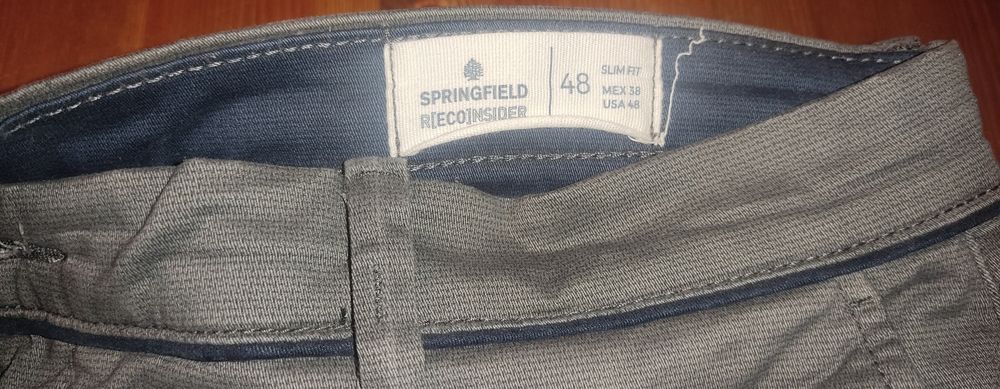 SPRINGFIELD
R[ECO]NSIDER
48
SLIM FIT
MEX 38
USA 48